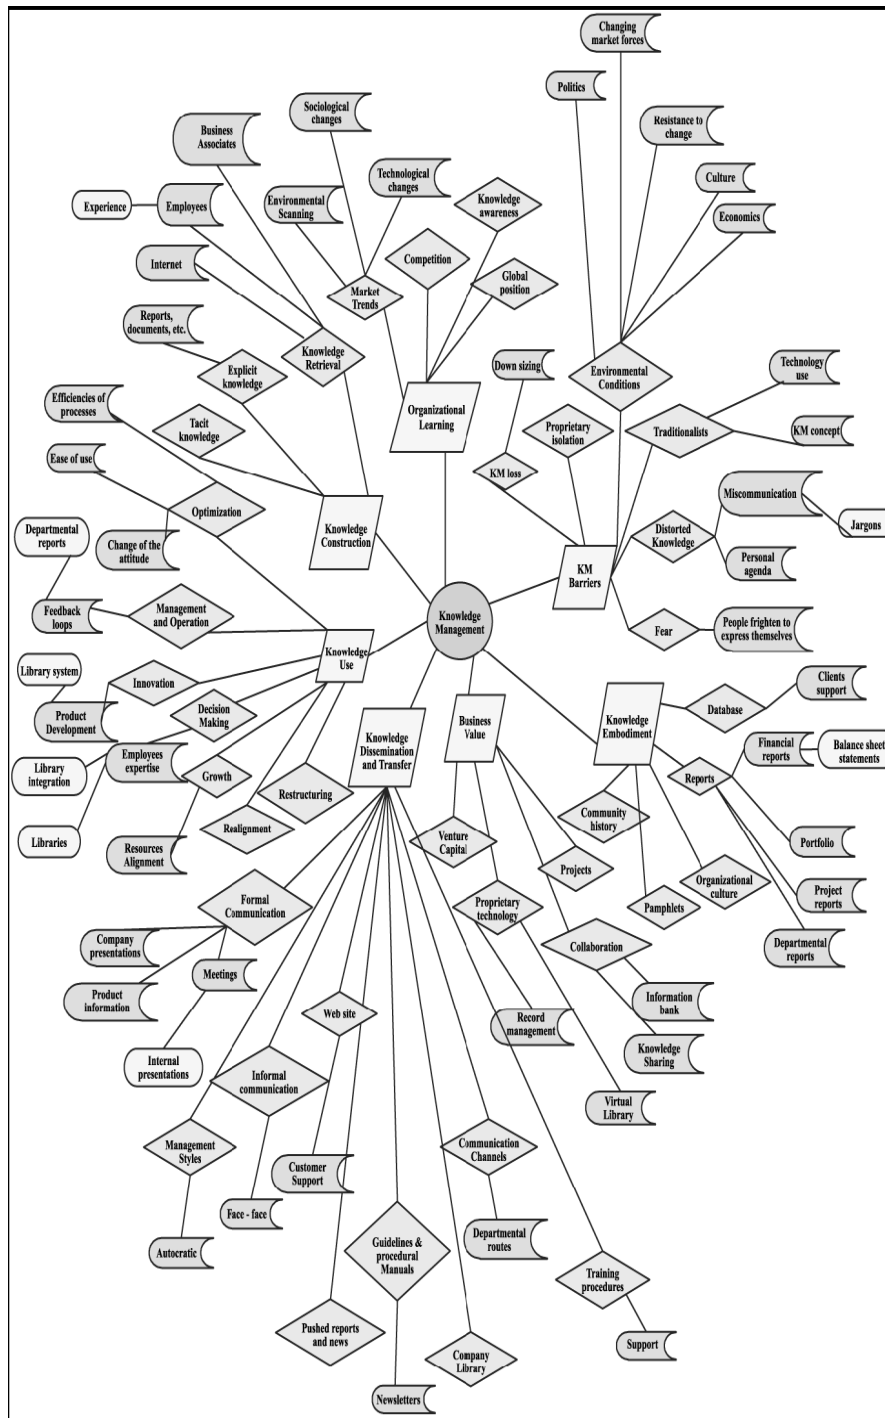 Changing
market forces
Politics
Sociological
changes
Business
Associates
Resistance to
change
Technological
changes
Culture
Environmental
Scanning
Knowledge
awareness
Experience
Employees
Economics
Competition
Internet
Global
position
Market
Trends
Reports,
documents, etc.
Knowledge
Retrieval
Down sizing
Environmental
Conditions
Technology
use
Explicit
knowledge
Efficiencies of
processes
Organizational
Learning
Tacit
knowledge
Proprietary
isolation
Traditionalists
KM concept
Ease of use
KM loss
Miscommunication
Optimization
Knowledge
Construction
Jargons
Departmental
reports
Distorted
Knowledge
Change of the
attitude
KM
Barriers
Personal
agenda
Management
and Operation
Feedback
loops
Knowledge
Management
Fear
People frighten to
express themselves
Knowledge
Use
Library system
Innovation
Clients
support
Decision
Making
Database
Product
Development
Business
Value
Knowledge
Embodiment
Knowledge
Dissemination
and Transfer
Financial
reports
Balance sheet
statements
Employees
expertise
Library
integration
Growth
Reports
Restructuring
Community
history
Realignment
Libraries
Venture
Capital
Portfolio
Resources
Alignment
Projects
Organizational
culture
Formal
Communication
Proprietary
technology
Pamphlets
Project
reports
Company
presentations
Collaboration
Departmental
reports
Meetings
Product
information
Information
bank
Web site
Record
management
Knowledge
Sharing
Internal
presentations
Informal
communication
Virtual
Library
Management
Styles
Communication
Channels
Customer
Support
Face - face
Departmental
routes
Autocratic
Guidelines &
procedural
Manuals
Training
procedures
Pushed reports
and news
Support
Company
Library
Newsletters